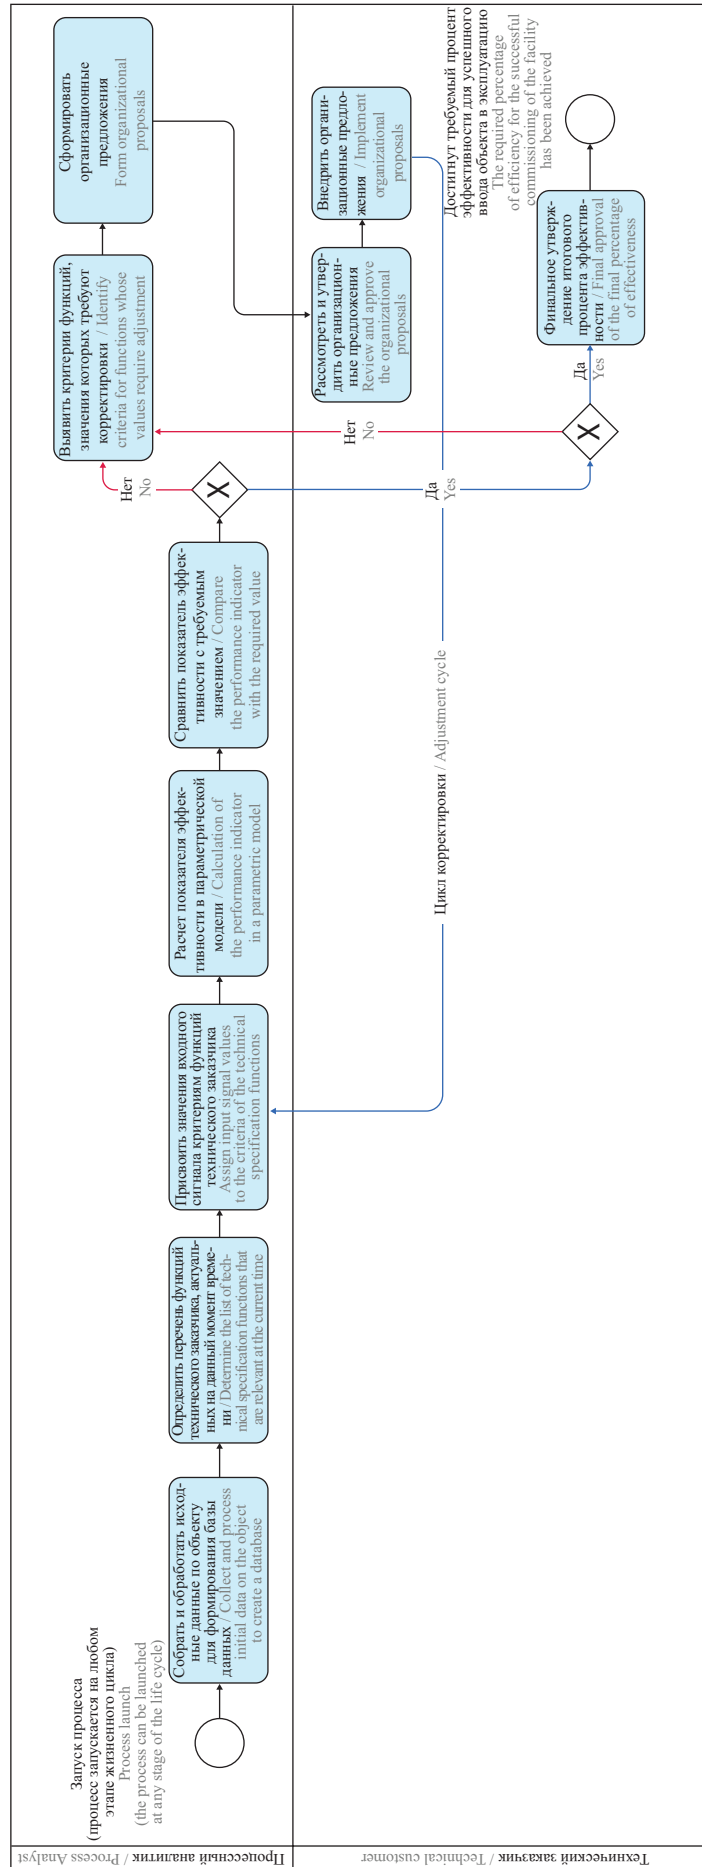 Процессный аналитик / Process Analyst
Запуск процесса
(процесс запускается на любом
этапе жизненного цикла)
Process launch
(the process can be launched
at any stage of the life cycle)
Собрать и обработать исход-
ные данные по объекту
для формирования базы
данных / Collect and process
initial data on the object
to create a database
Определить перечень функций
технического заказчика, актуаль-
ных на данный момент време-
ни / Determine the list of tech-
nical specification functions that
are relevant at the current time
Присвоить значения входного
сигнала критериям функций
технического заказчика
Assign input signal values
to the criteria of the technical
specification functions
Расчет показателя эффек-
тивности в параметрической
модели / Calculation of
the performance indicator
in a parametric model
Сравнить показатель эффек-
тивности с требуемым
значением / Compare
the performance indicator
with the required value
X
Нет
No
Выявить критерии функций,
значения которых требуют
корректировки / Identify
criteria for functions whose
values require adjustment
Сформировать
организационные
предложения
Form organizational
proposals
Технический заказчик / Technical customer
Рассмотреть и утвер-
дить организацион-
ные предложения
Review and approve
the organizational
proposals
Внедрить органи-
зационные предло-
жения / Implement
organizational
proposals
Цикл корректировки / Adjustment cycle
Да
Yes
Нет
No
X
Да
Yes
Финальное утверж-
дение итогового
процента эффектив-
ности / Final approval
of the final percentage
of effectiveness
Достигнут требуемый процент
эффективности для успешного
ввода объекта в эксплуатацию
The required percentage
of efficiency for the successful
commissioning of the facility
has been achieved